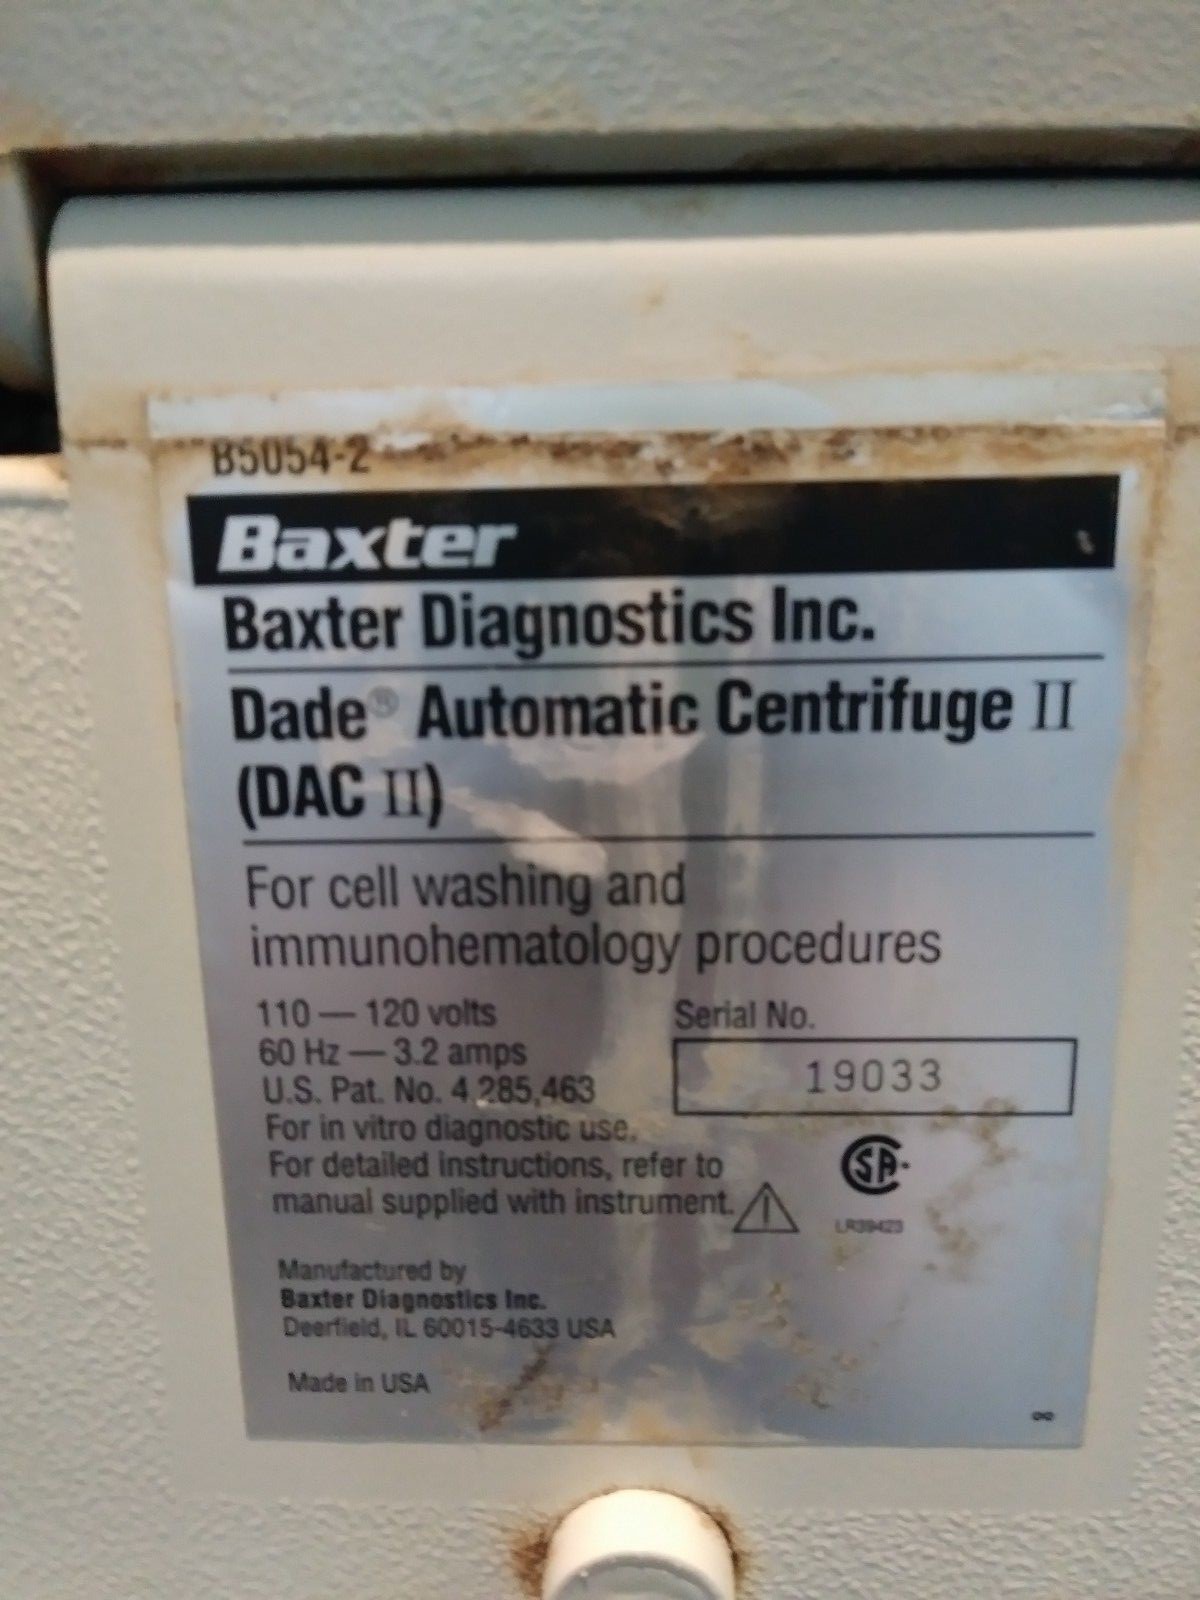 B5054-2
Baxter
Baxter Diagnostics Inc.
Dade® Automatic Centrifuge II
(DAC II)
For cell washing and
immunohematology procedures
110 — 120 volts
60 Hz — 3.2 amps
U.S. Pat. No. 4,285,463
For in vitro diagnostic use.
For detailed instructions, refer to
manual supplied with instrument.
Serial No.
19033
SA
LR39423
Manufactured by
Baxter Diagnostics Inc.
Deerfield, IL 60015-4633 USA
Made in USA